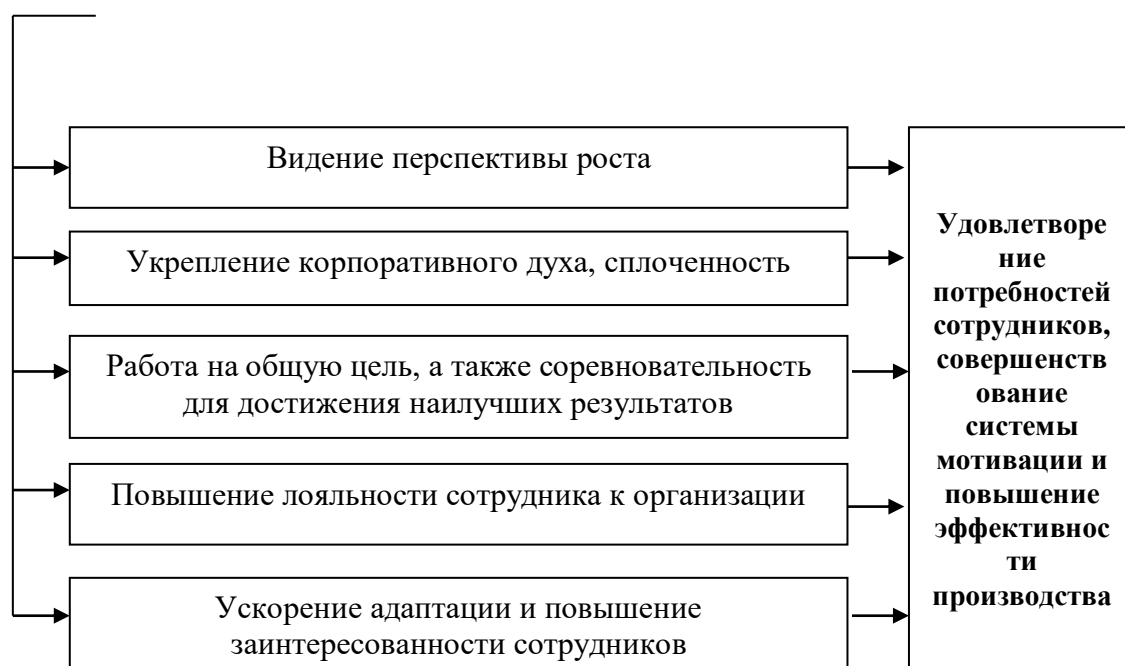 Видение перспективы роста
Укрепление корпоративного духа, сплоченность
Работа на общую цель, а также соревновательность
для достижения наилучших результатов
Повышение лояльности сотрудника к организации
Ускорение адаптации и повышение
заинтересованности сотрудников
Удовлетворе
ние
потребностей
сотрудников,
совершенств
ование
системы
мотивации и
повышение
эффективнос
ти
производства